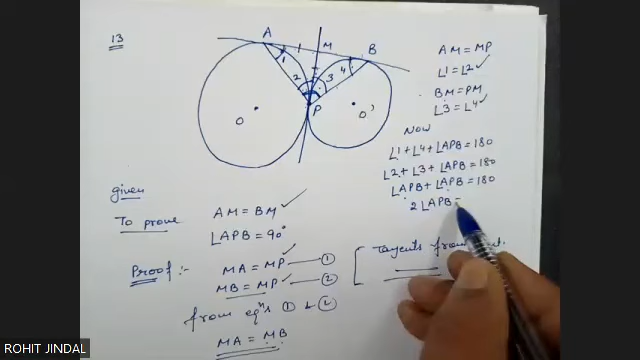 13
A
M
B
1
2
3
4
P
O
O'
AM = MP
∠1 = ∠2 ✓
BM = PM
∠3 = ∠4 ✓
NOW
∠1 + ∠4 + ∠APB = 180
∠2 + ∠3 + ∠APB = 180
∠APB + ∠APB = 180
2∠APB =
given
To prove
AM = BM ✓
∠APB = 90°
Proof :-
MA = MP ✓ — ①
MB = MP ✓ — ②
from eqⁿs ① & ②
MA = MB
Tangents from
ROHIT JINDAL